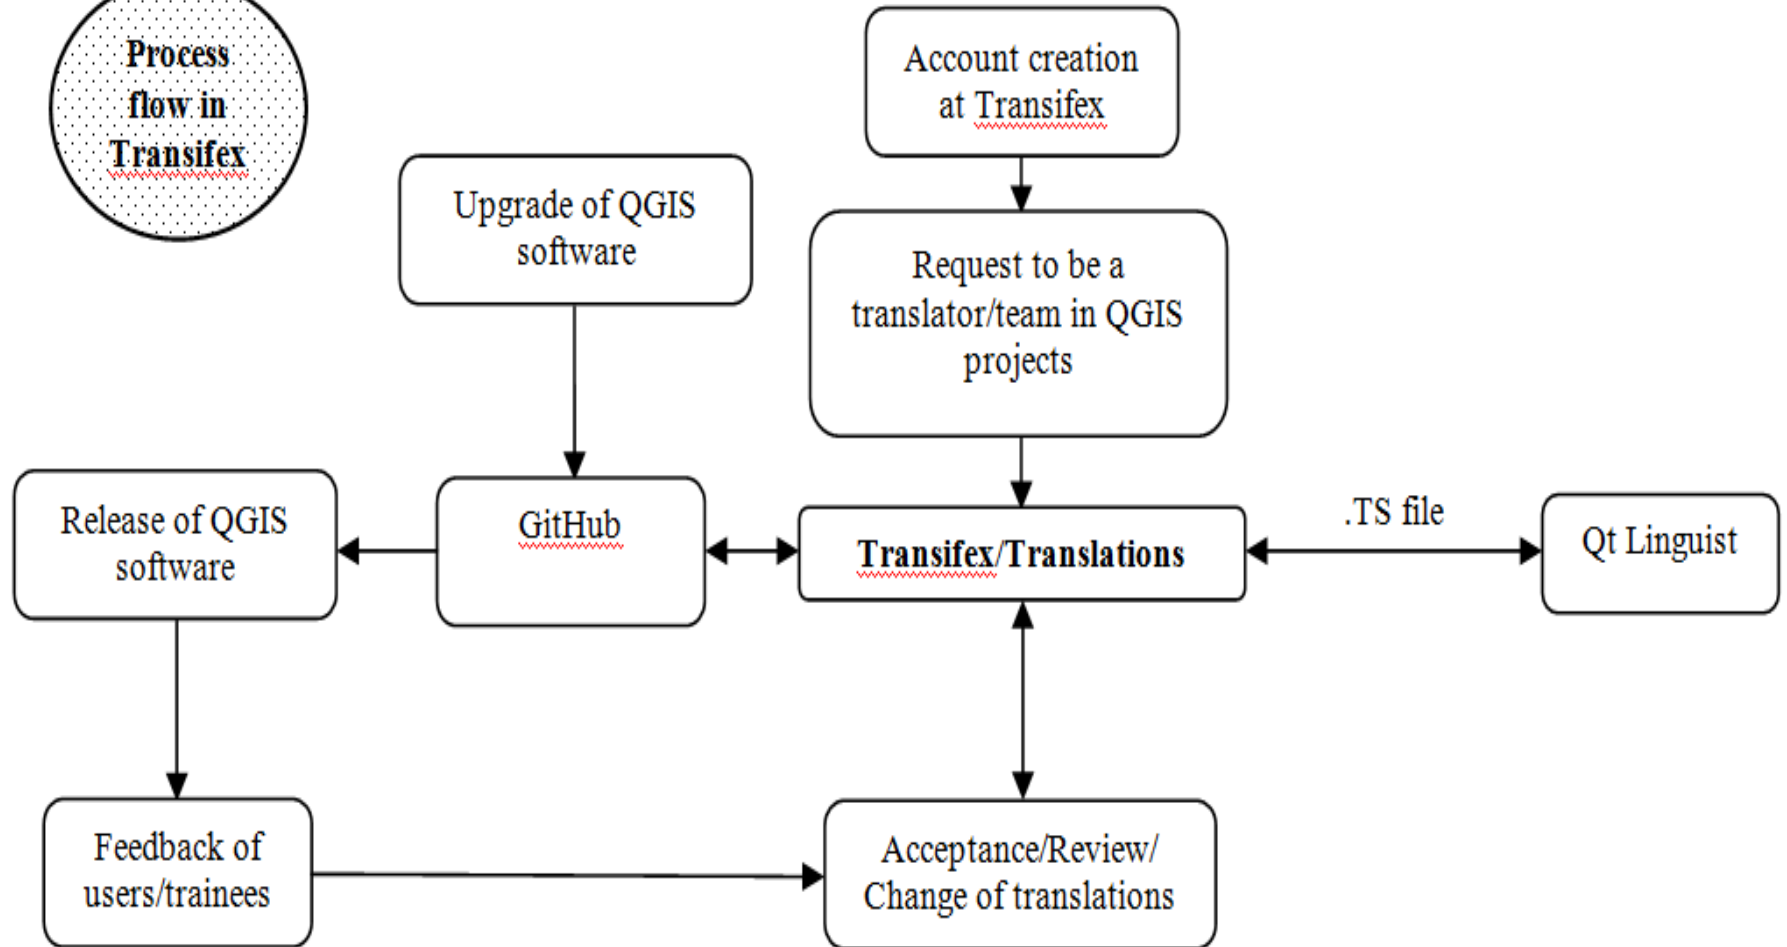 Process
flow in
Transifex
Account creation
at Transifex
Upgrade of QGIS
software
Request to be a
translator/team in QGIS
projects
Release of QGIS
software
GitHub
Transifex/Translations
.TS file
Qt Linguist
Feedback of
users/trainees
Acceptance/Review/
Change of translations